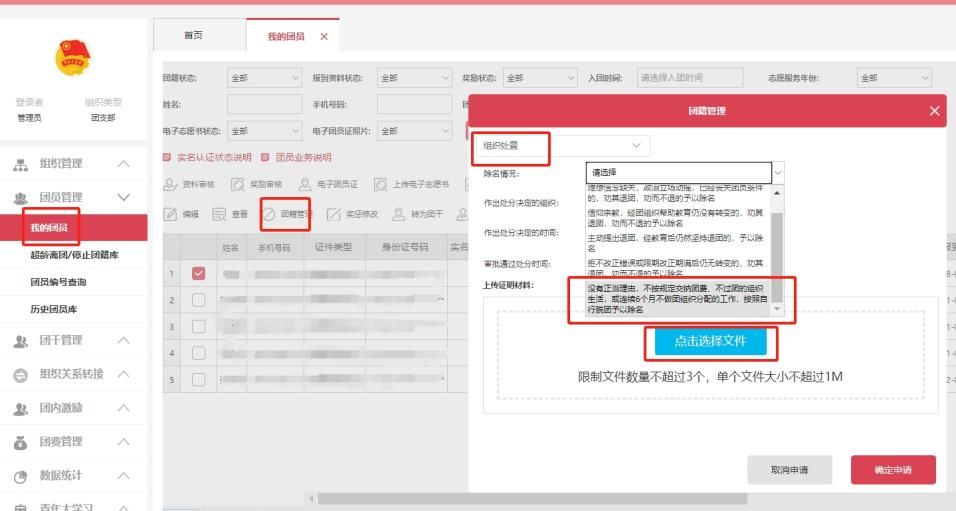 首页
我的团员 ×
团籍状态: 全部
报到资料状态: 全部
奖励状态: 全部
入团时间: 请选择入团时间
志愿服务年份: 全部
登录者
组织类型
管理员
团支部
姓名:
手机号码:
电子志愿书状态: 全部
电子团员证照片: 全部
实名认证状态说明
团员业务说明
资料审核
奖励审核
电子团员证
上传电子志愿书
编辑
查看
团籍管理
奖惩修改
转为团干
姓名
手机号码
证件类型
身份证号码
实名
1
2
3
4
5
组织管理
团员管理
我的团员
超龄离团/停止团籍库
团员编号查询
历史团员库
团干管理
组织关系转接
团内激励
团费管理
数据统计
青年大学习
团籍管理
组织处置
除名情况: 请选择
理想信念缺失，政治立场动摇，已经丧失团员条件
的，劝其退团，劝而不退的予以除名
作出处分决定的组织:
信仰宗教，经团组织帮助教育仍没有转变的，劝其
退团，劝而不退的予以除名
作出处分决定的时间:
主动提出退团，经教育后仍然坚持退团的，予以除
名
审批通过处分时间:
拒不改正错误或限期改正期满后仍无转变的，劝其
退团，劝而不退的予以除名
上传证明材料:
没有正当理由，不按规定交纳团费、不过团的组织
生活，或连续6个月不做团组织分配的工作，按照自
行脱团予以除名
点击选择文件
限制文件数量不超过3个，单个文件大小不超过1M
取消申请
确定申请